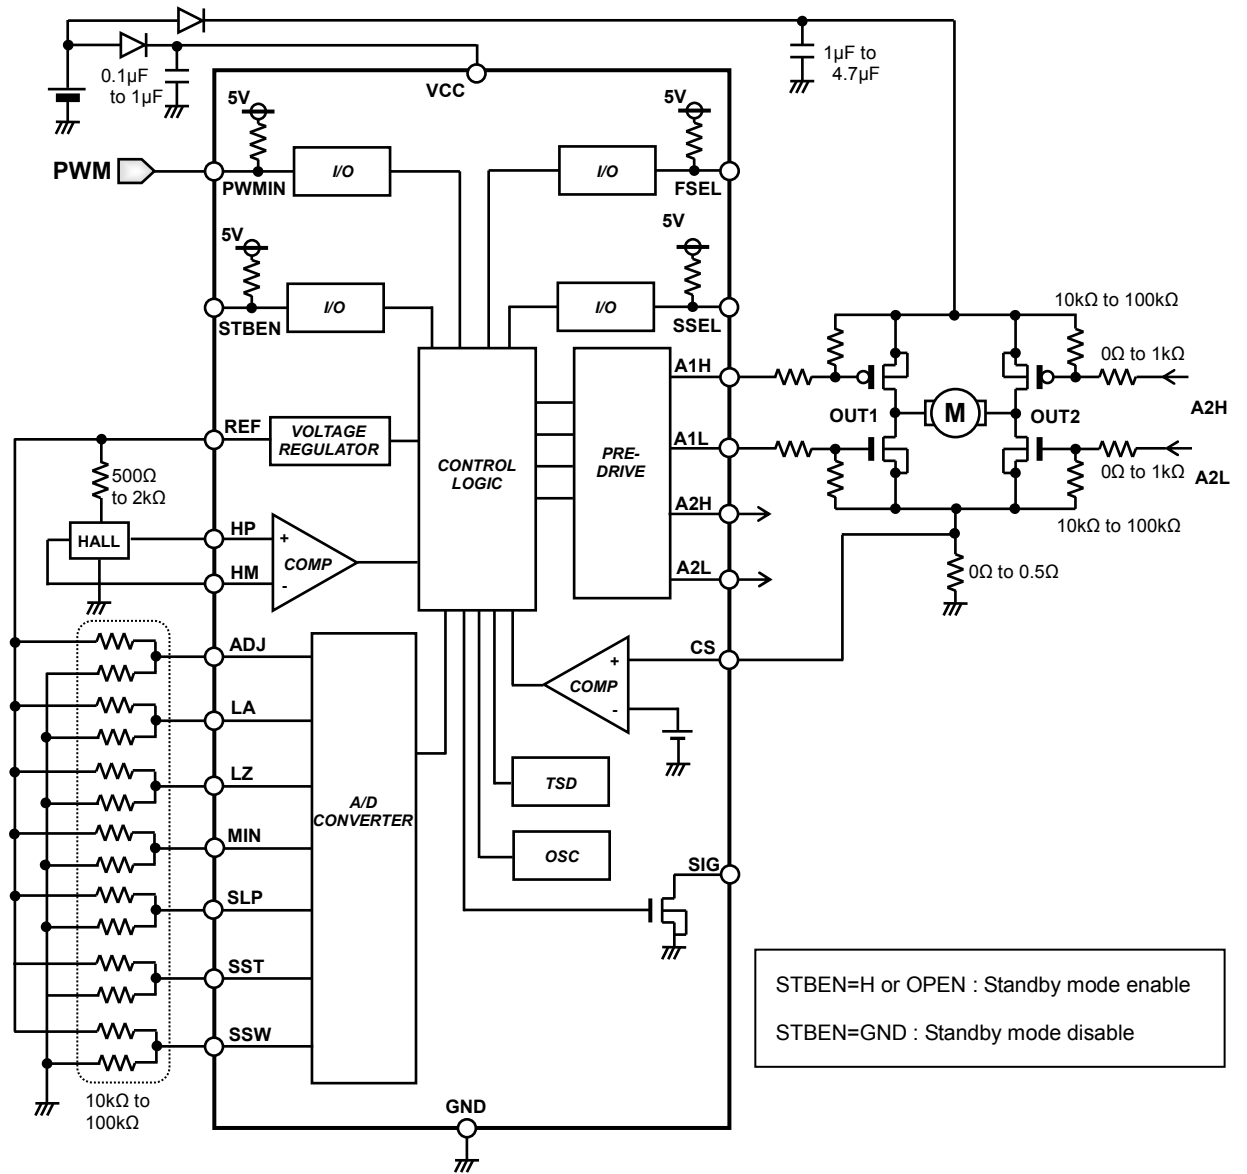 0.1µF
to 1µF
VCC
1µF to
4.7µF
5V
5V
PWM
PWMIN
I/O
I/O
FSEL
5V
5V
STBEN
I/O
I/O
SSEL
10kΩ to 100kΩ
0Ω to 1kΩ
A2H
A1H
OUT1
M
OUT2
REF
VOLTAGE
REGULATOR
CONTROL
LOGIC
PRE-
DRIVE
A1L
0Ω to 1kΩ
A2L
500Ω
to 2kΩ
A2H
10kΩ to 100kΩ
HALL
HP
+
COMP
-
HM
A2L
0Ω to 0.5Ω
ADJ
CS
+
COMP
-
LA
LZ
TSD
A/D
CONVERTER
MIN
OSC
SIG
SLP
SST
SSW
STBEN=H or OPEN : Standby mode enable
STBEN=GND : Standby mode disable
10kΩ to
100kΩ
GND